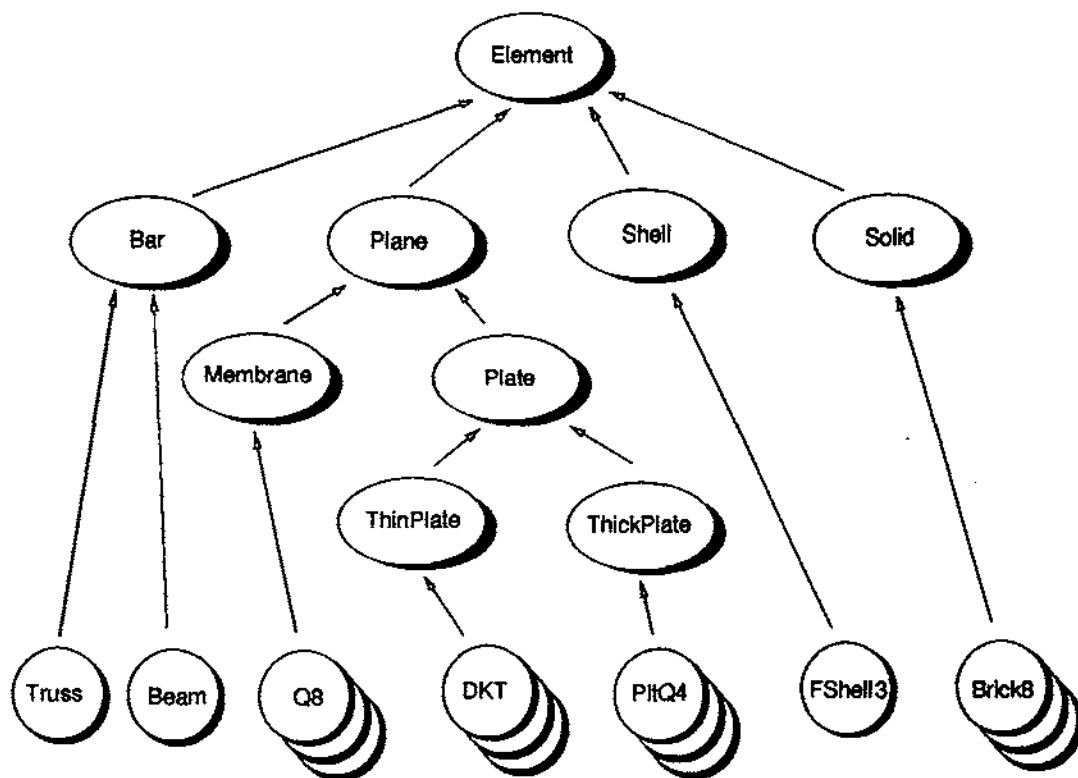 Element
Bar
Plane
Shell
Solid
Membrane
Plate
ThinPlate
ThickPlate
Truss
Beam
Q8
DKT
PltQ4
FShell3
Brick8